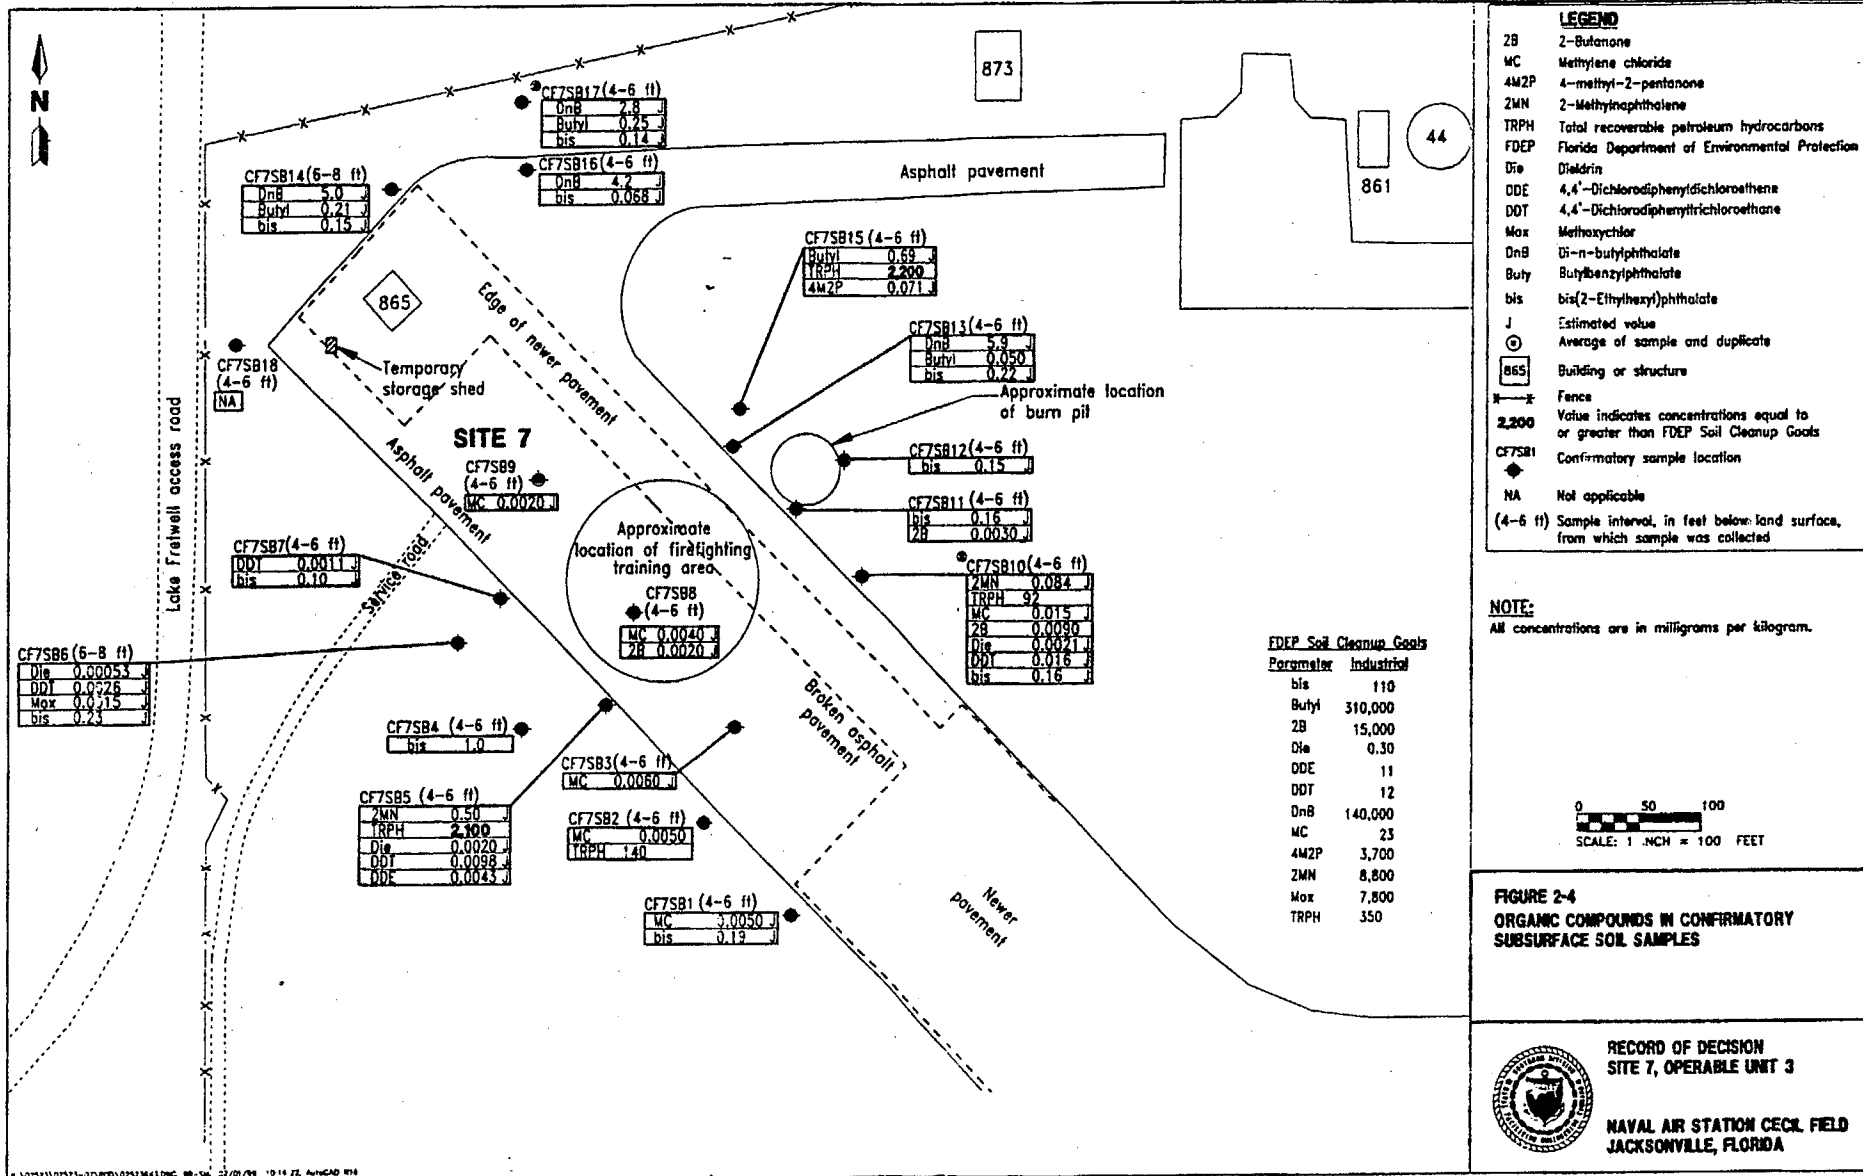 N
873
44
861
Asphalt pavement
CF7SB17(4-6 ft)
DnB 2.8 J
Butyl 0.25 J
bis 0.14 J
CF7SB16(4-6 ft)
DnB 4.2 J
bis 0.068 J
CF7SB14(6-8 ft)
DnB 5.0 J
Butyl 0.21 J
bis 0.15 J
CF7SB15(4-6 ft)
Butyl 0.69 J
TRPH 2,200
4M2P 0.071 J
CF7SB13(4-6 ft)
DnB 5.9 J
Butyl 0.050
bis 0.22 J
865
Edge of newer pavement
Temporary
storage shed
CF7SB18
(4-6 ft)
NA
Approximate location
of burn pit
SITE 7
Asphalt pavement
CF7SB9
(4-6 ft)
MC 0.0020 J
CF7SB12(4-6 ft)
bis 0.15 J
CF7SB11(4-6 ft)
bis 0.16 J
2B 0.0030 J
Lake Fretwell access road
Service road
CF7SB7(4-6 ft)
DDT 0.0011 J
bis 0.10 J
Approximate
location of firefighting
training area
CF7SB8
(4-6 ft)
MC 0.0040 J
2B 0.0020 J
CF7SB10(4-6 ft)
2MN 0.084 J
TRPH 92
MC 0.015 J
2B 0.0090
Die 0.0021 J
DDT 0.016 J
bis 0.16 J
CF7SB6(6-8 ft)
Die 0.00053 J
DDT J
Mox J
bis 0.23 J
CF7SB4 (4-6 ft)
bis 1.0
Broken asphalt
pavement
CF7SB3(4-6 ft)
MC 0.0060 J
CF7SB5 (4-6 ft)
2MN 0.50 J
TRPH 2,100
Die 0.0020 J
DDT 0.0098 J
DDE 0.0043 J
CF7SB2 (4-6 ft)
MC 0.0050
TRPH 140
CF7SB1 (4-6 ft)
MC J
bis 0.19 J
Newer
pavement
LEGEND
2B 2-Butanone
MC Methylene chloride
4M2P 4-methyl-2-pentanone
2MN 2-Methylnaphthalene
TRPH Total recoverable petroleum hydrocarbons
FDEP Florida Department of Environmental Protection
Die Dieldrin
DDE 4,4'-Dichlorodiphenyldichloroethene
DDT 4,4'-Dichlorodiphenyltrichloroethane
Mox Methoxychlor
DnB Di-n-butylphthalate
Buty Butylbenzylphthalate
bis bis(2-Ethylhexyl)phthalate
J Estimated value
Average of sample and duplicate
865 Building or structure
x—x Fence
2,200 Value indicates concentrations equal to
or greater than FDEP Soil Cleanup Goals
CF7SB1 Confirmatory sample location
NA Not applicable
(4-6 ft) Sample interval, in feet below land surface,
from which sample was collected
NOTE:
All concentrations are in milligrams per kilogram.
FDEP Soil Cleanup Goals
Parameter Industrial
bis 110
Butyl 310,000
2B 15,000
Die 0.30
DDE 11
DDT 12
DnB 140,000
MC 23
4M2P 3,700
2MN 8,800
Mox 7,800
TRPH 350
0 50 100
SCALE: 1 NCH = 100 FEET
FIGURE 2-4
ORGANIC COMPOUNDS IN CONFIRMATORY
SUBSURFACE SOIL SAMPLES
RECORD OF DECISION
SITE 7, OPERABLE UNIT 3
NAVAL AIR STATION CECIL FIELD
JACKSONVILLE, FLORIDA